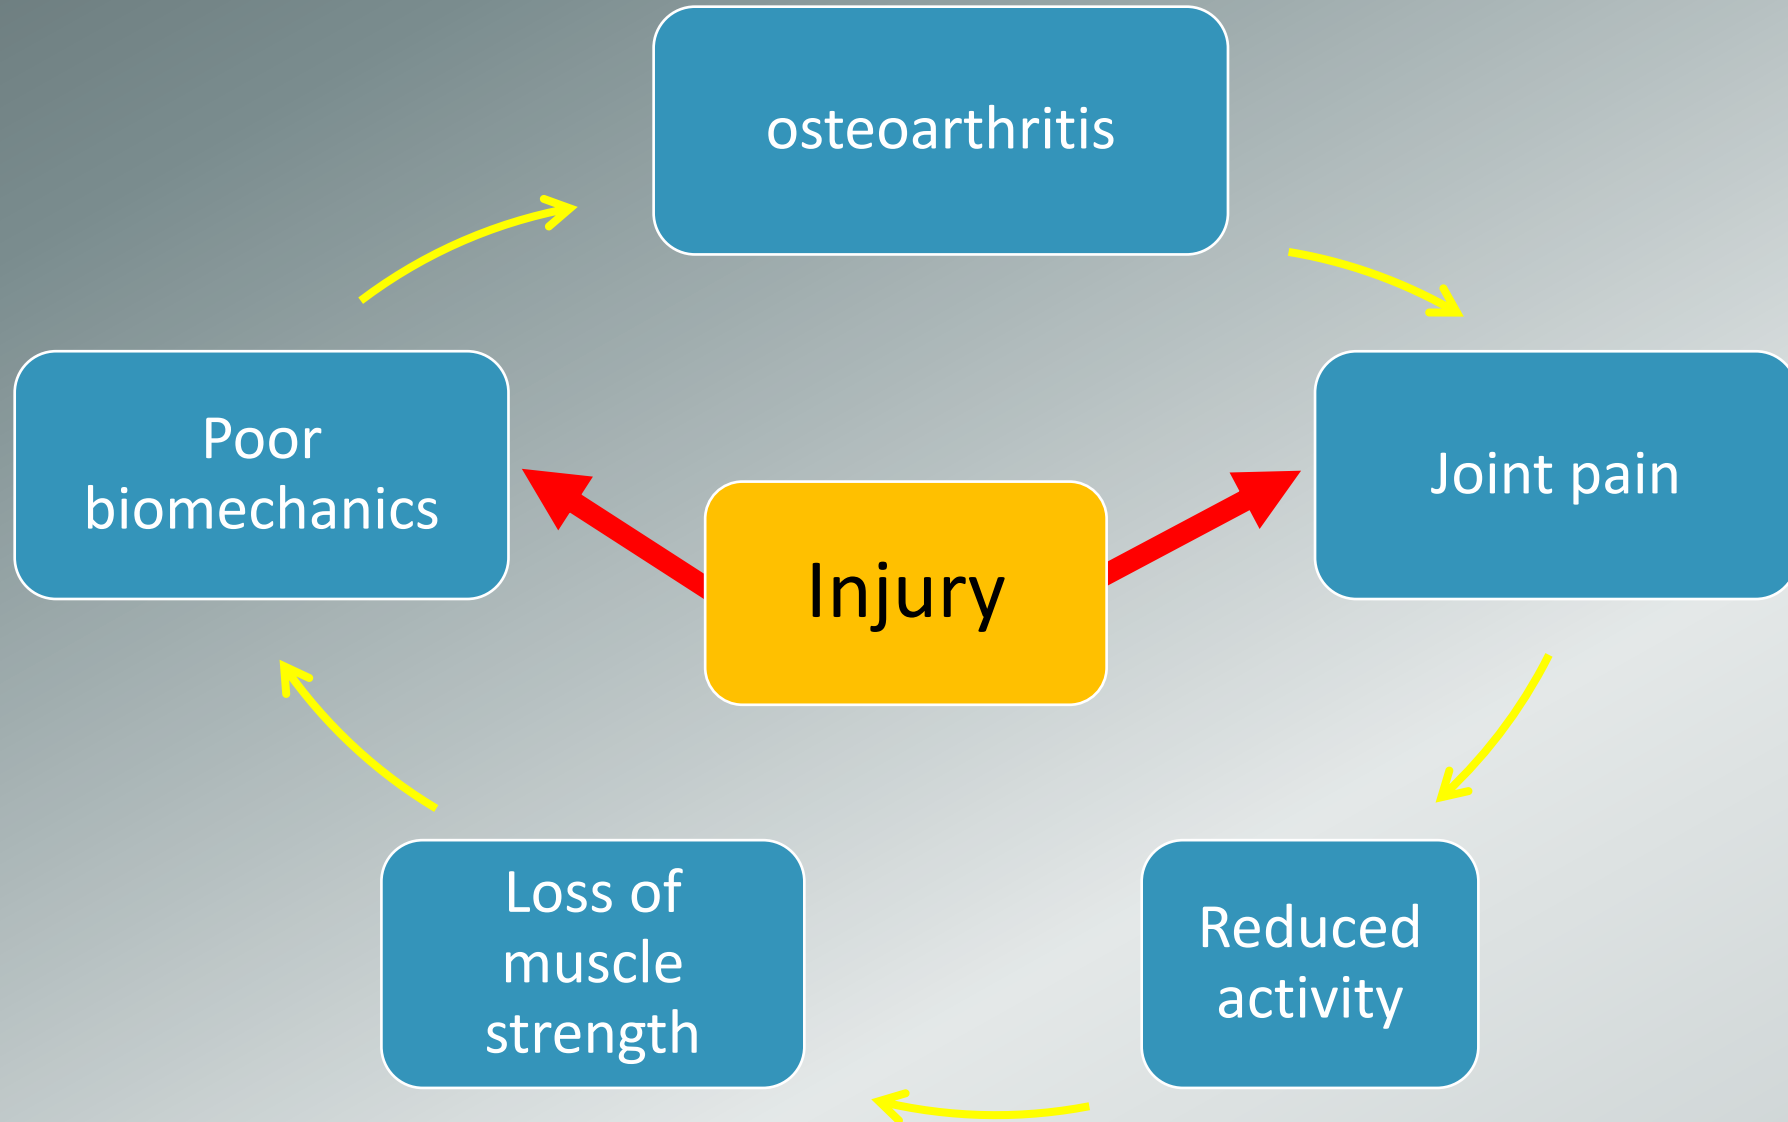 osteoarthritis
Poor
biomechanics
Injury
Joint pain
Loss of
muscle
strength
Reduced
activity